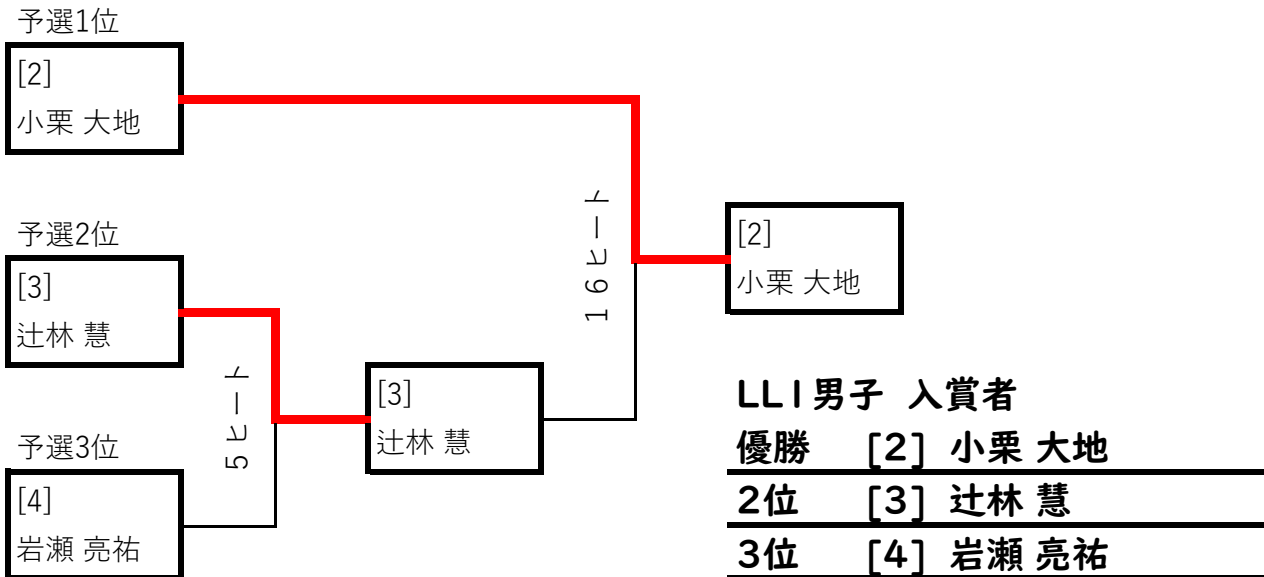 予選1位
[2]
小栗 大地
予選2位
[3]
辻林 慧
予選3位
[4]
岩瀬 亮祐
5ヒート
[3]
辻林 慧
16ヒート
[2]
小栗 大地
LL1男子 入賞者
優勝 [2] 小栗 大地
2位 [3] 辻林 慧
3位 [4] 岩瀬 亮祐